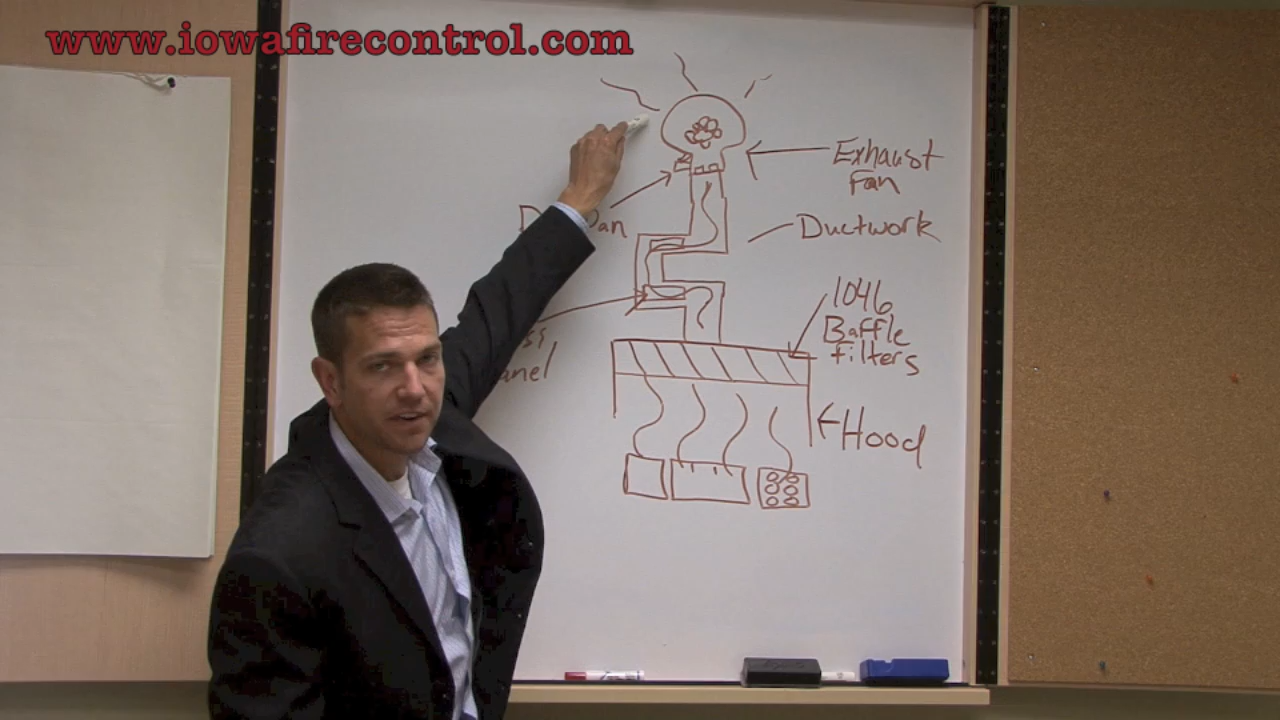 www.iowafirecontrol.com
Exhaust
Fan
Ductwork
1046
Baffle
filters
Hood